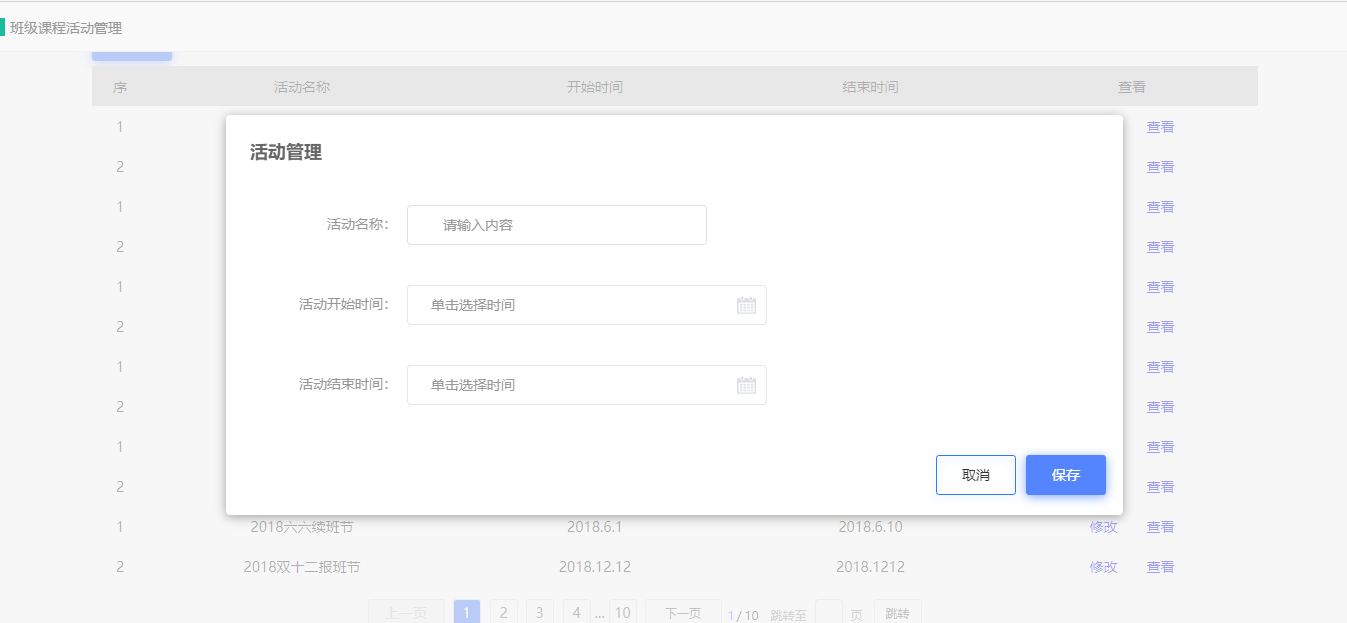 班级课程活动管理
序 活动名称 开始时间 结束时间 查看
1 查看
活动管理
2 查看
1 查看
活动名称: 请输入内容
2 查看
1 查看
活动开始时间: 单击选择时间
2 查看
1 查看
活动结束时间: 单击选择时间
2 查看
1 查看
取消 保存
2 查看
1 2018六六续班节 2018.6.1 2018.6.10 修改 查看
2 2018双十二报班节 2018.12.12 2018.1212 修改 查看
上一页 1 2 3 4 ... 10 下一页 1 / 10 跳转至 页 跳转